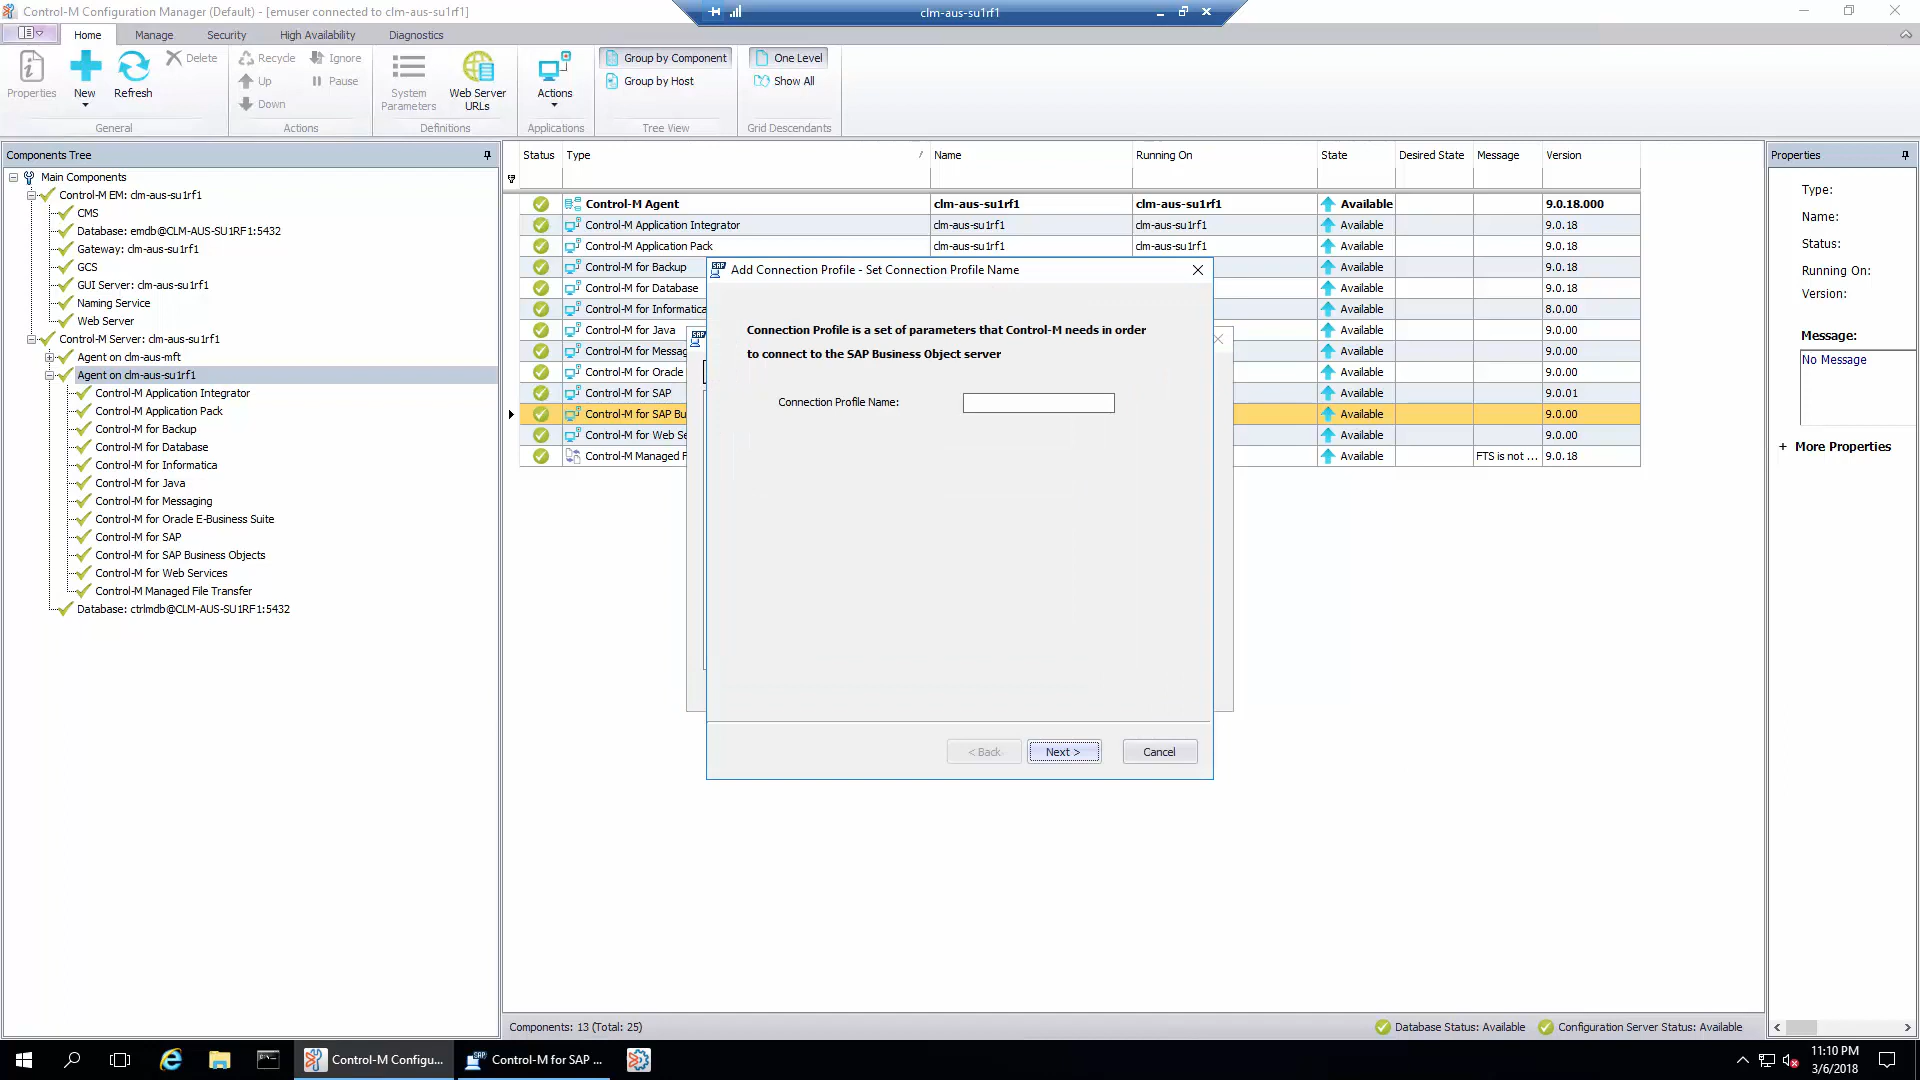 Control-M Configuration Manager (Default) - [emuser connected to clm-aus-su1rf1]
clm-aus-su1rf1
Home
Manage
Security
High Availability
Diagnostics
Properties
New
Refresh
Delete
General
Recycle
Up
Down
Ignore
Pause
Actions
System
Parameters
Web Server
URLs
Definitions
Actions
Applications
Group by Component
Group by Host
Tree View
One Level
Show All
Grid Descendants
Components Tree
Main Components
Control-M EM: clm-aus-su1rf1
CMS
Database: emdb@CLM-AUS-SU1RF1:5432
Gateway: clm-aus-su1rf1
GCS
GUI Server: clm-aus-su1rf1
Naming Service
Web Server
Control-M Server: clm-aus-su1rf1
Agent on clm-aus-mft
Agent on clm-aus-su1rf1
Control-M Application Integrator
Control-M Application Pack
Control-M for Backup
Control-M for Database
Control-M for Informatica
Control-M for Java
Control-M for Messaging
Control-M for Oracle E-Business Suite
Control-M for SAP
Control-M for SAP Business Objects
Control-M for Web Services
Control-M Managed File Transfer
Database: ctrlmdb@CLM-AUS-SU1RF1:5432
Status Type Name Running On State Desired State Message Version
Control-M Agent clm-aus-su1rf1 clm-aus-su1rf1 Available 9.0.18.000
Control-M Application Integrator clm-aus-su1rf1 clm-aus-su1rf1 Available 9.0.18
Control-M Application Pack clm-aus-su1rf1 clm-aus-su1rf1 Available 9.0.18
Control-M for Backup Available 9.0.18
Control-M for Database Available 9.0.18
Control-M for Informatica Available 8.0.00
Control-M for Java Available 9.0.00
Control-M for Messag Available 9.0.00
Control-M for Oracle Available 9.0.00
Control-M for SAP Available 9.0.01
Control-M for SAP Bu Available 9.0.00
Control-M for Web Se Available 9.0.00
Control-M Managed F Available FTS is not ... 9.0.18
SAP
SAP
Add Connection Profile - Set Connection Profile Name
Connection Profile is a set of parameters that Control-M needs in order
to connect to the SAP Business Object server
Connection Profile Name:
< Back
Next >
Cancel
Properties
Type:
Name:
Status:
Running On:
Version:
Message:
No Message
+ More Properties
Components: 13 (Total: 25)
Database Status: Available
Configuration Server Status: Available
Control-M Configu...
SAP
Control-M for SAP ...
11:10 PM
3/6/2018